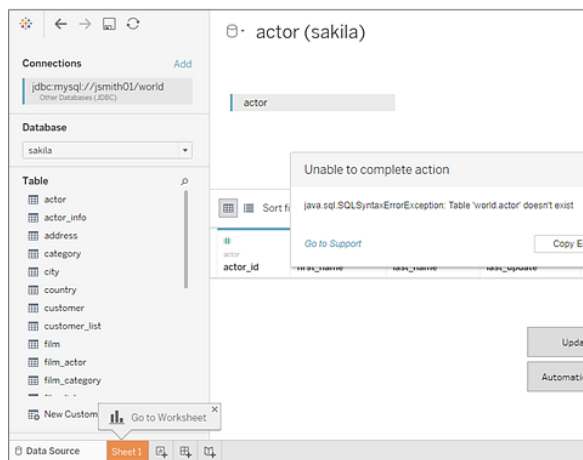 actor (sakila)
Connections
Add
jdbc:mysql://jsmith01/world
Other Databases (JDBC)
Database
sakila
Table
actor
actor_info
address
category
city
country
customer
customer_list
film
film_actor
film_category
New Custom
Go to Worksheet
Data Source
Sheet 1
actor
Unable to complete action
java.sql.SQLSyntaxErrorException: Table 'world.actor' doesn't exist
Go to Support
Copy E
Sort fi
#
actor
actor_id
first_name
last_name
last_update
Upda
Automatic